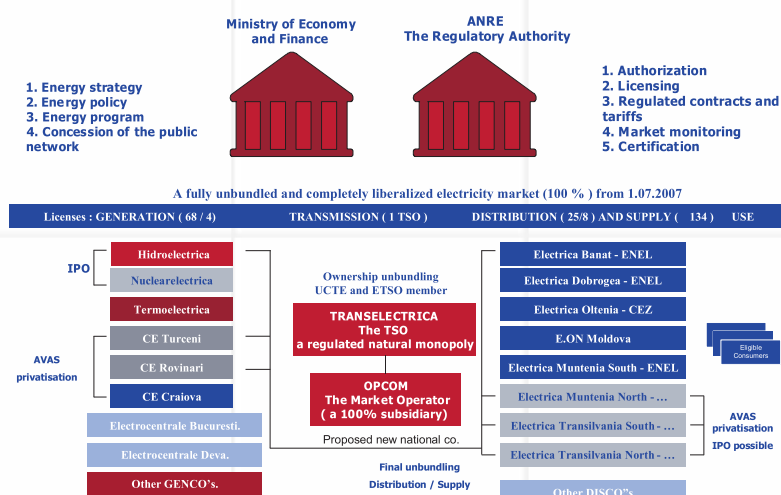 Ministry of Economy
and Finance
ANRE
The Regulatory Authority
1. Energy strategy
2. Energy policy
3. Energy program
4. Concession of the public
network
1. Authorization
2. Licensing
3. Regulated contracts and
tariffs
4. Market monitoring
5. Certification
A fully unbundled and completely liberalized electricity market (100 % ) from 1.07.2007
Licenses : GENERATION ( 68 / 4) TRANSMISSION ( 1 TSO ) DISTRIBUTION ( 25/8 ) AND SUPPLY ( 134 ) USE
IPO
Hidroelectrica
Nuclearelectrica
Termoelectrica
CE Turceni
CE Rovinari
CE Craiova
AVAS
privatisation
Electrocentrale Bucuresti.
Electrocentrale Deva.
Other GENCO's.
Ownership unbundling
UCTE and ETSO member
TRANSELECTRICA
The TSO
a regulated natural monopoly
OPCOM
The Market Operator
( a 100% subsidiary)
Proposed new national co.
Final unbundling
Distribution / Supply
Electrica Banat - ENEL
Electrica Dobrogea - ENEL
Electrica Oltenia - CEZ
E.ON Moldova
Electrica Muntenia South - ENEL
Electrica Muntenia North - …
Electrica Transilvania South - …
Electrica Transilvania North - …
Other DISCO"s
Eligible
Consumers
AVAS
privatisation
IPO possible